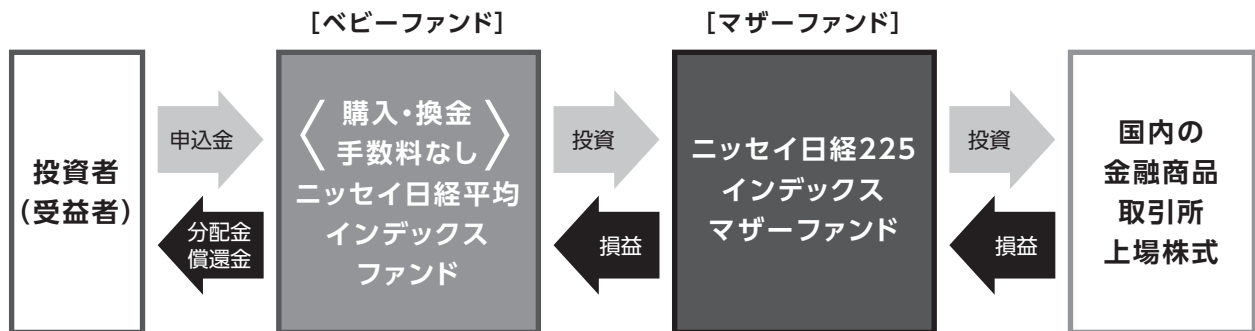 ［ベビーファンド］
［マザーファンド］
投資者
（受益者）
申込金
分配金
償還金
〈購入・換金
手数料なし〉
ニッセイ日経平均
インデックス
ファンド
投資
損益
ニッセイ日経225
インデックス
マザーファンド
投資
損益
国内の
金融商品
取引所
上場株式